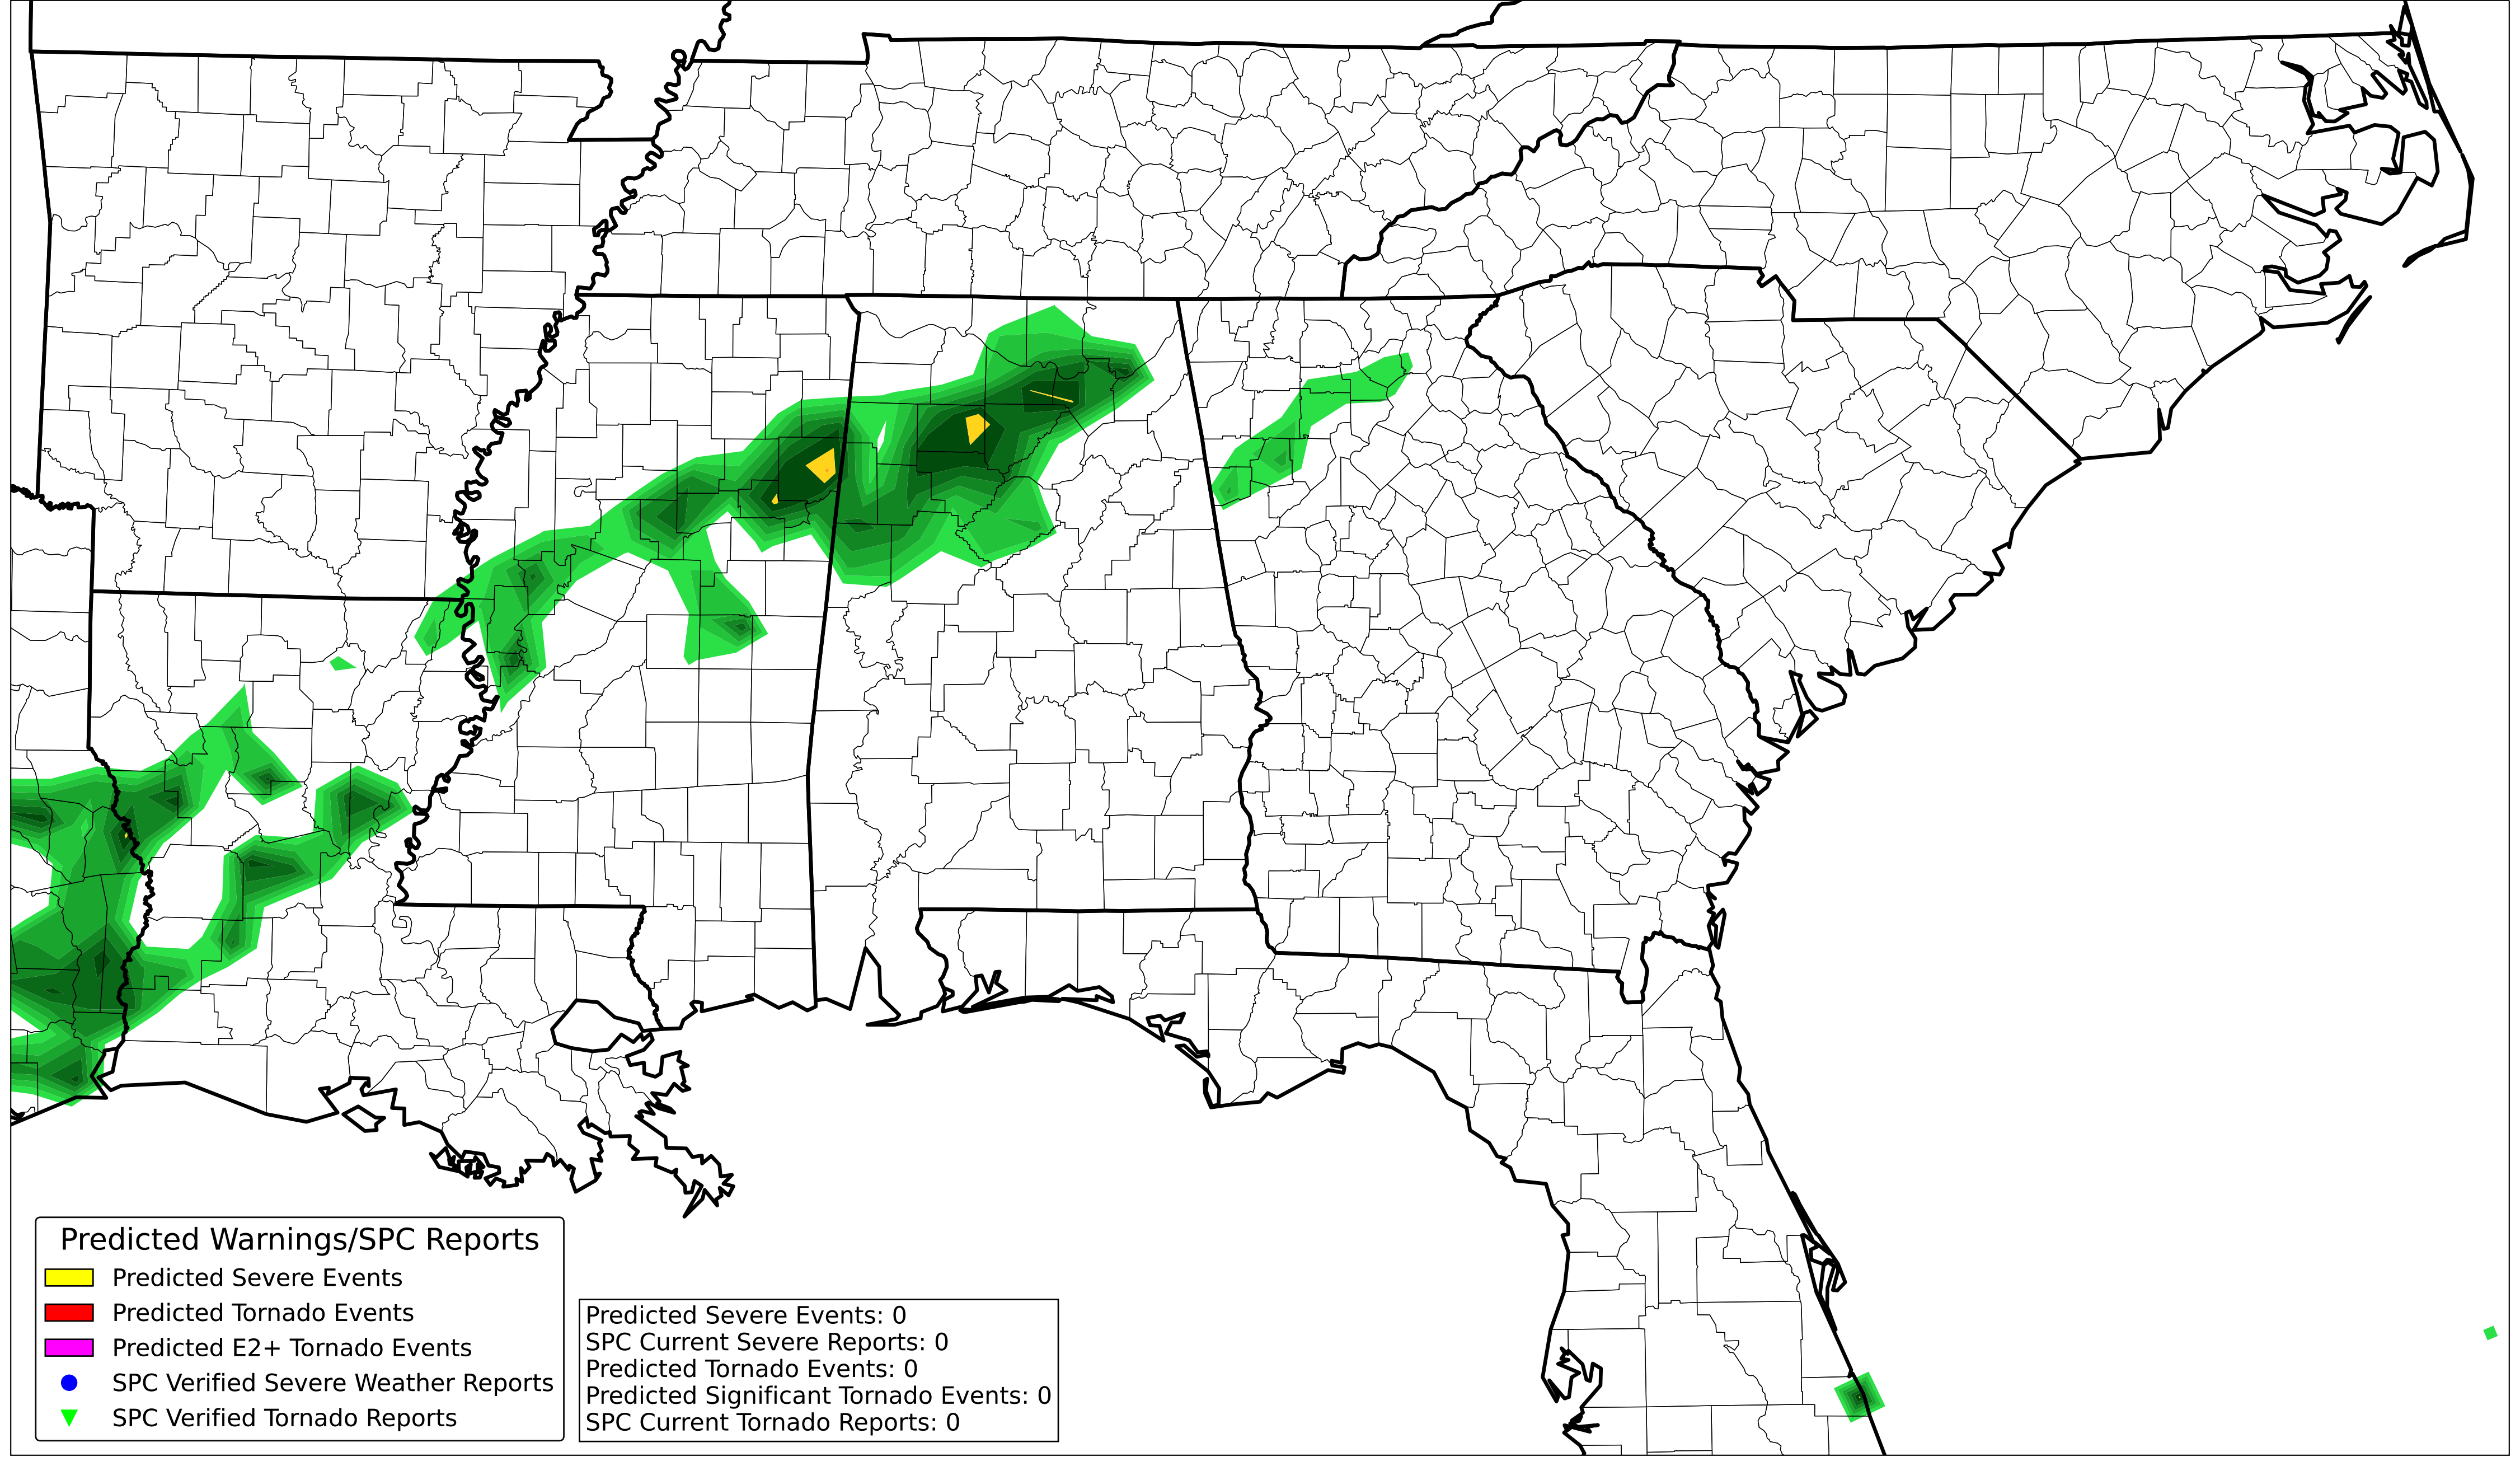 Predicted Warnings/SPC Reports
Predicted Severe Events
Predicted Tornado Events
Predicted E2+ Tornado Events
SPC Verified Severe Weather Reports
SPC Verified Tornado Reports
Predicted Severe Events: 0
SPC Current Severe Reports: 0
Predicted Tornado Events: 0
Predicted Significant Tornado Events: 0
SPC Current Tornado Reports: 0